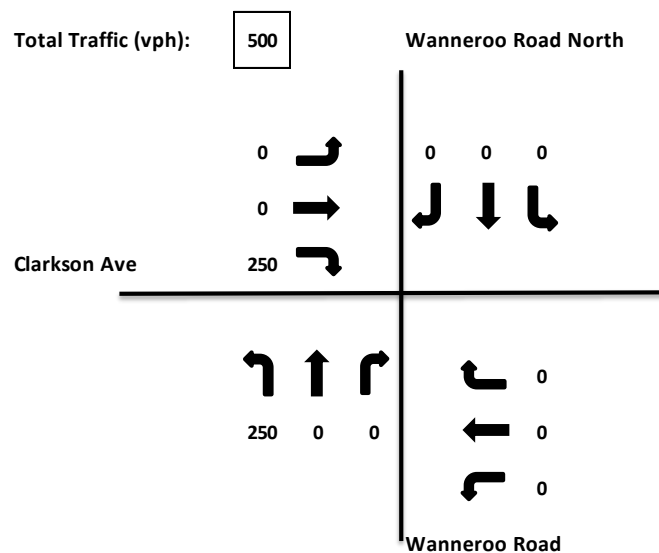 Total Traffic (vph): 500 Wanneroo Road North
0 0 0 0
0
Clarkson Ave 250
0
250 0 0 0
0
Wanneroo Road